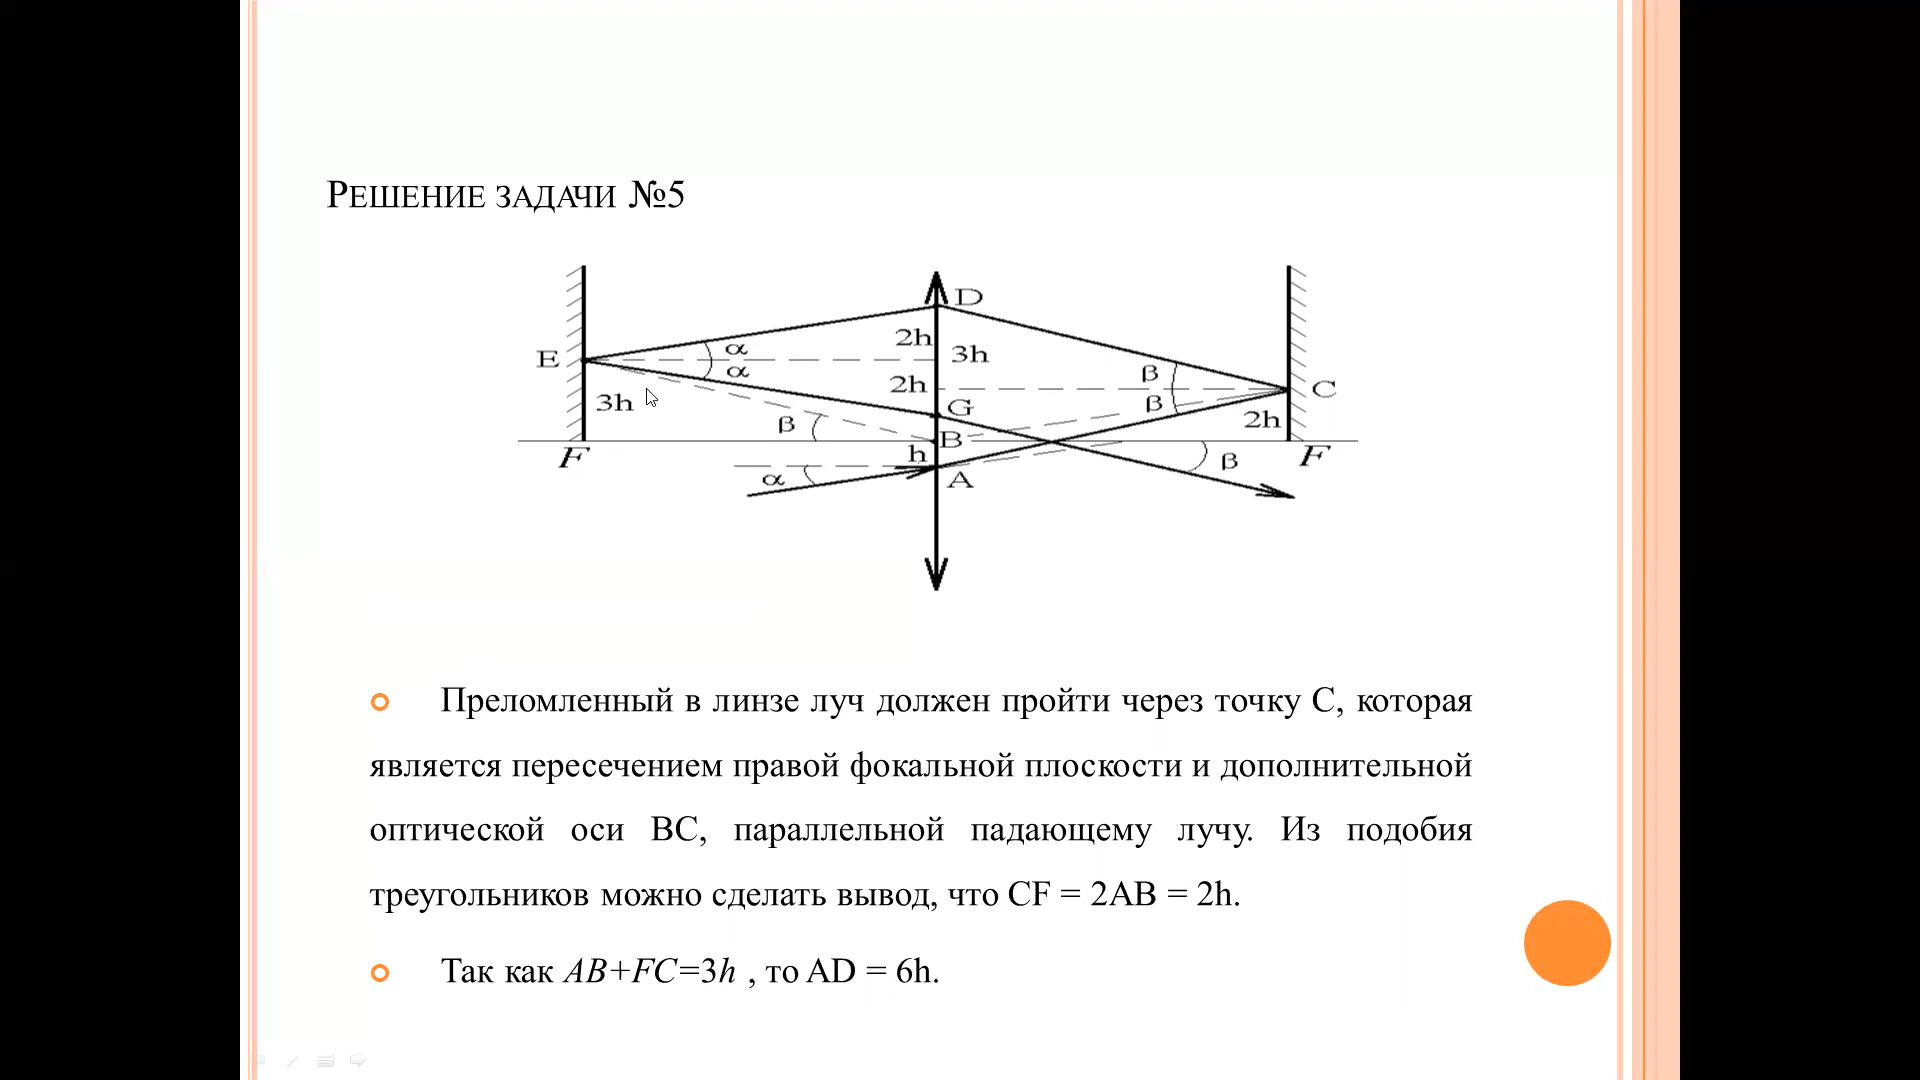 Решение задачи №5
D
2h
E
α
3h
β
α
2h
C
3h
G
β
β
2h
B
F
h
β
F
α
A
Преломленный в линзе луч должен пройти через точку С, которая
является пересечением правой фокальной плоскости и дополнительной
оптической оси ВС, параллельной падающему лучу. Из подобия
треугольников можно сделать вывод, что CF = 2AB = 2h.
Так как AB+FC=3h , то AD = 6h.